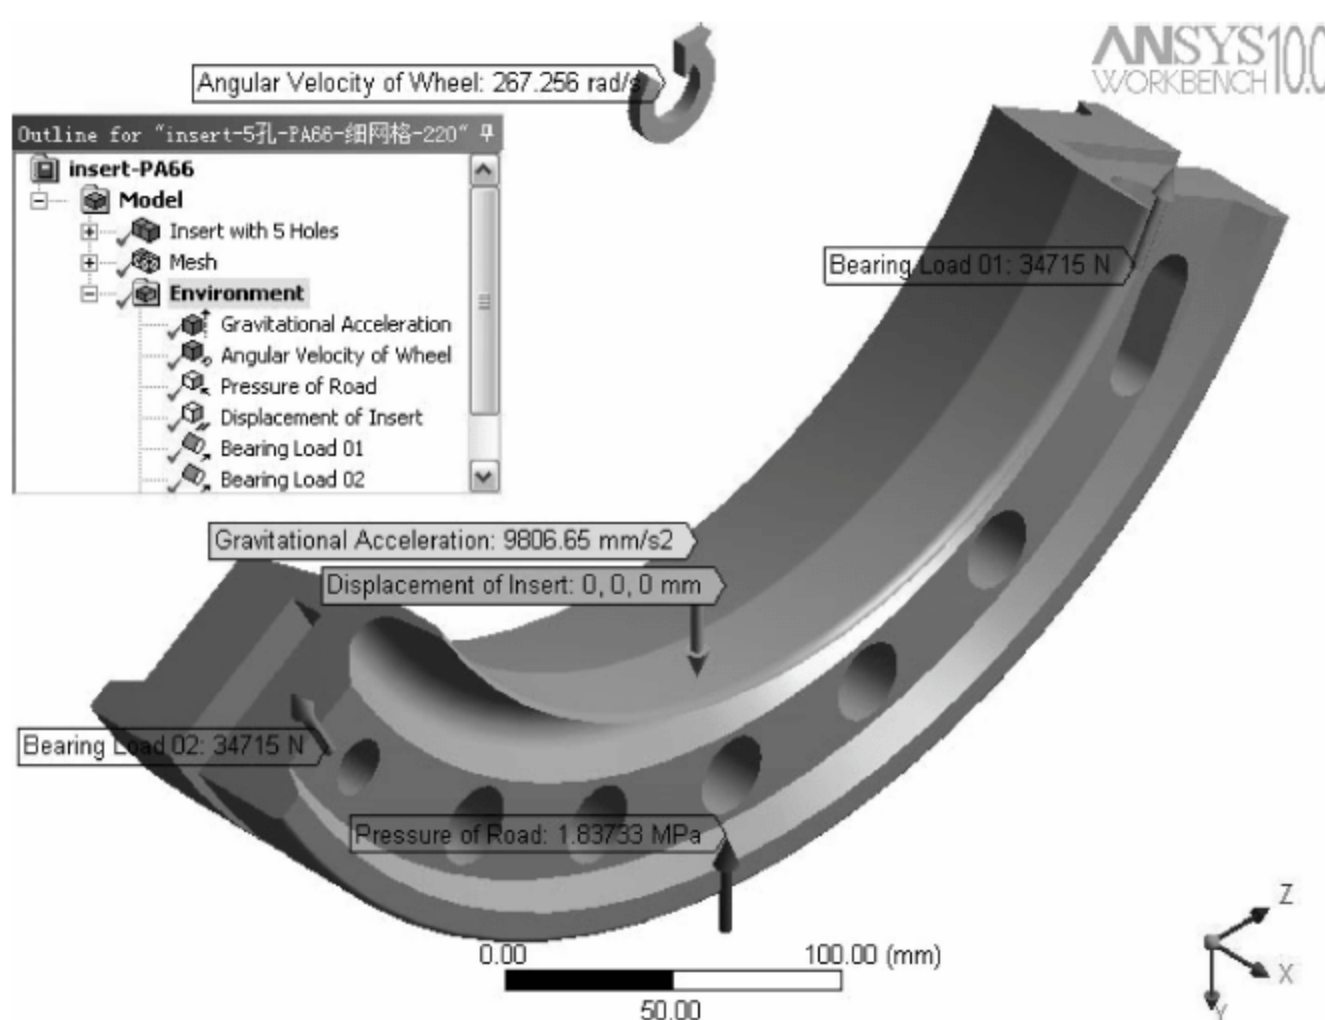 ANSYS 10.0
WORKBENCH
Angular Velocity of Wheel: 267.256 rad/s
Outline for "insert-5孔-PA66-细网格-220"
insert-PA66
Model
Insert with 5 Holes
Mesh
Environment
Gravitational Acceleration
Angular Velocity of Wheel
Pressure of Road
Displacement of Insert
Bearing Load 01
Bearing Load 02
Bearing Load 01: 34715 N
Gravitational Acceleration: 9806.65 mm/s2
Displacement of Insert: 0, 0, 0 mm
Bearing Load 02: 34715 N
Pressure of Road: 1.83733 MPa
0.00
100.00 (mm)
50.00
Z
X
Y